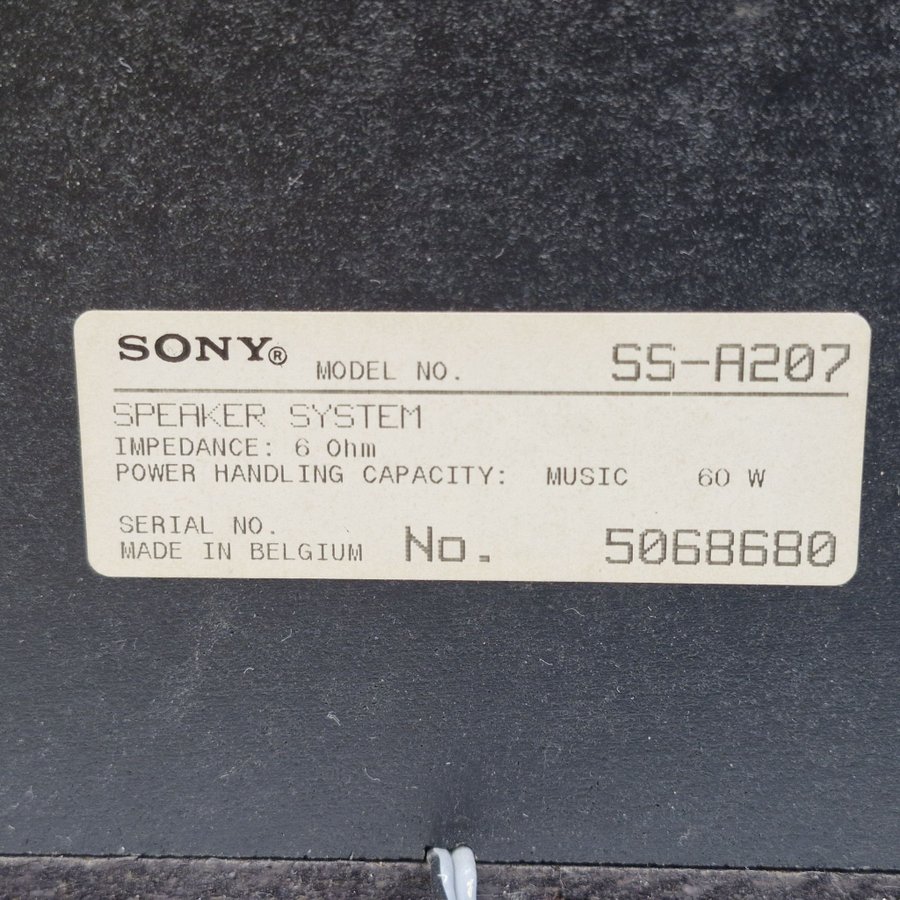 SONY®
MODEL NO. SS-A207
SPEAKER SYSTEM
IMPEDANCE: 6 Ohm
POWER HANDLING CAPACITY: MUSIC 60 W
SERIAL NO.
MADE IN BELGIUM No. 5068680